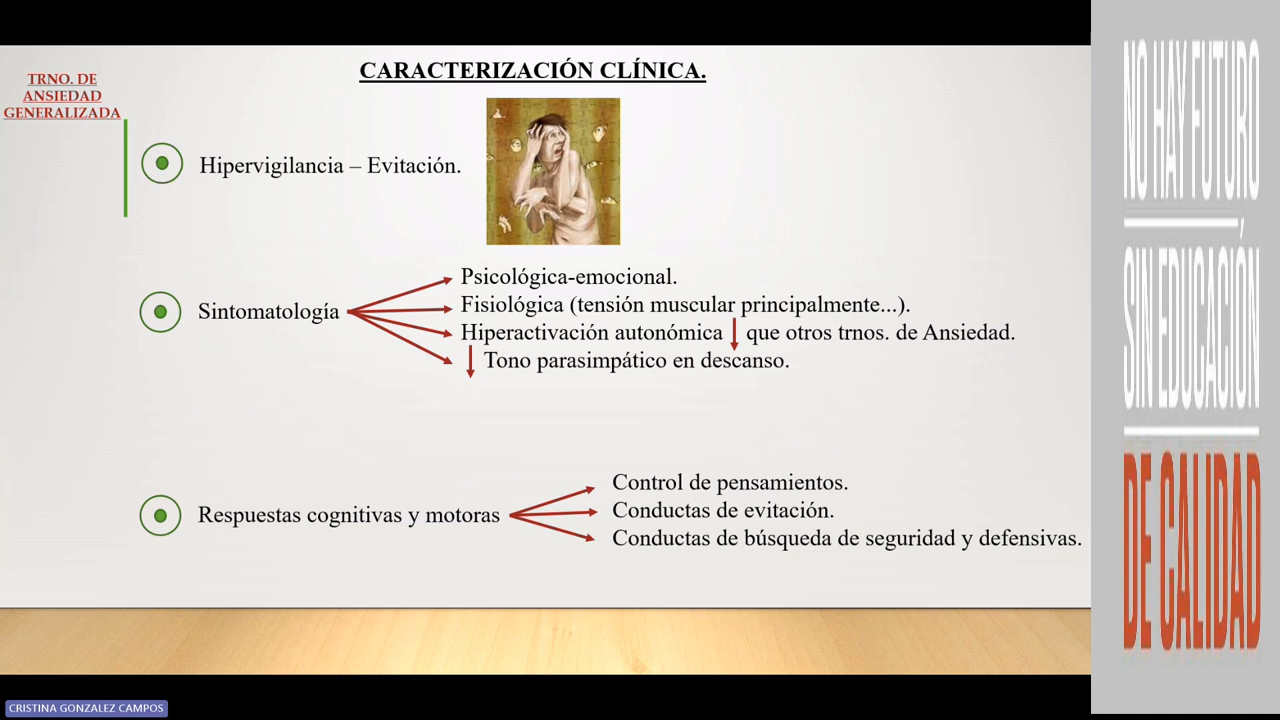 CARACTERIZACIÓN CLÍNICA.
TRNO. DE
ANSIEDAD
GENERALIZADA
Hipervigilancia – Evitación.
Sintomatología
Psicológica-emocional.
Fisiológica (tensión muscular principalmente...).
Hiperactivación autonómica ↓ que otros trnos. de Ansiedad.
↓ Tono parasimpático en descanso.
Respuestas cognitivas y motoras
Control de pensamientos.
Conductas de evitación.
Conductas de búsqueda de seguridad y defensivas.
NO HAY FUTURO
SIN EDUCACIÓN
DE CALIDAD
CRISTINA GONZALEZ CAMPOS